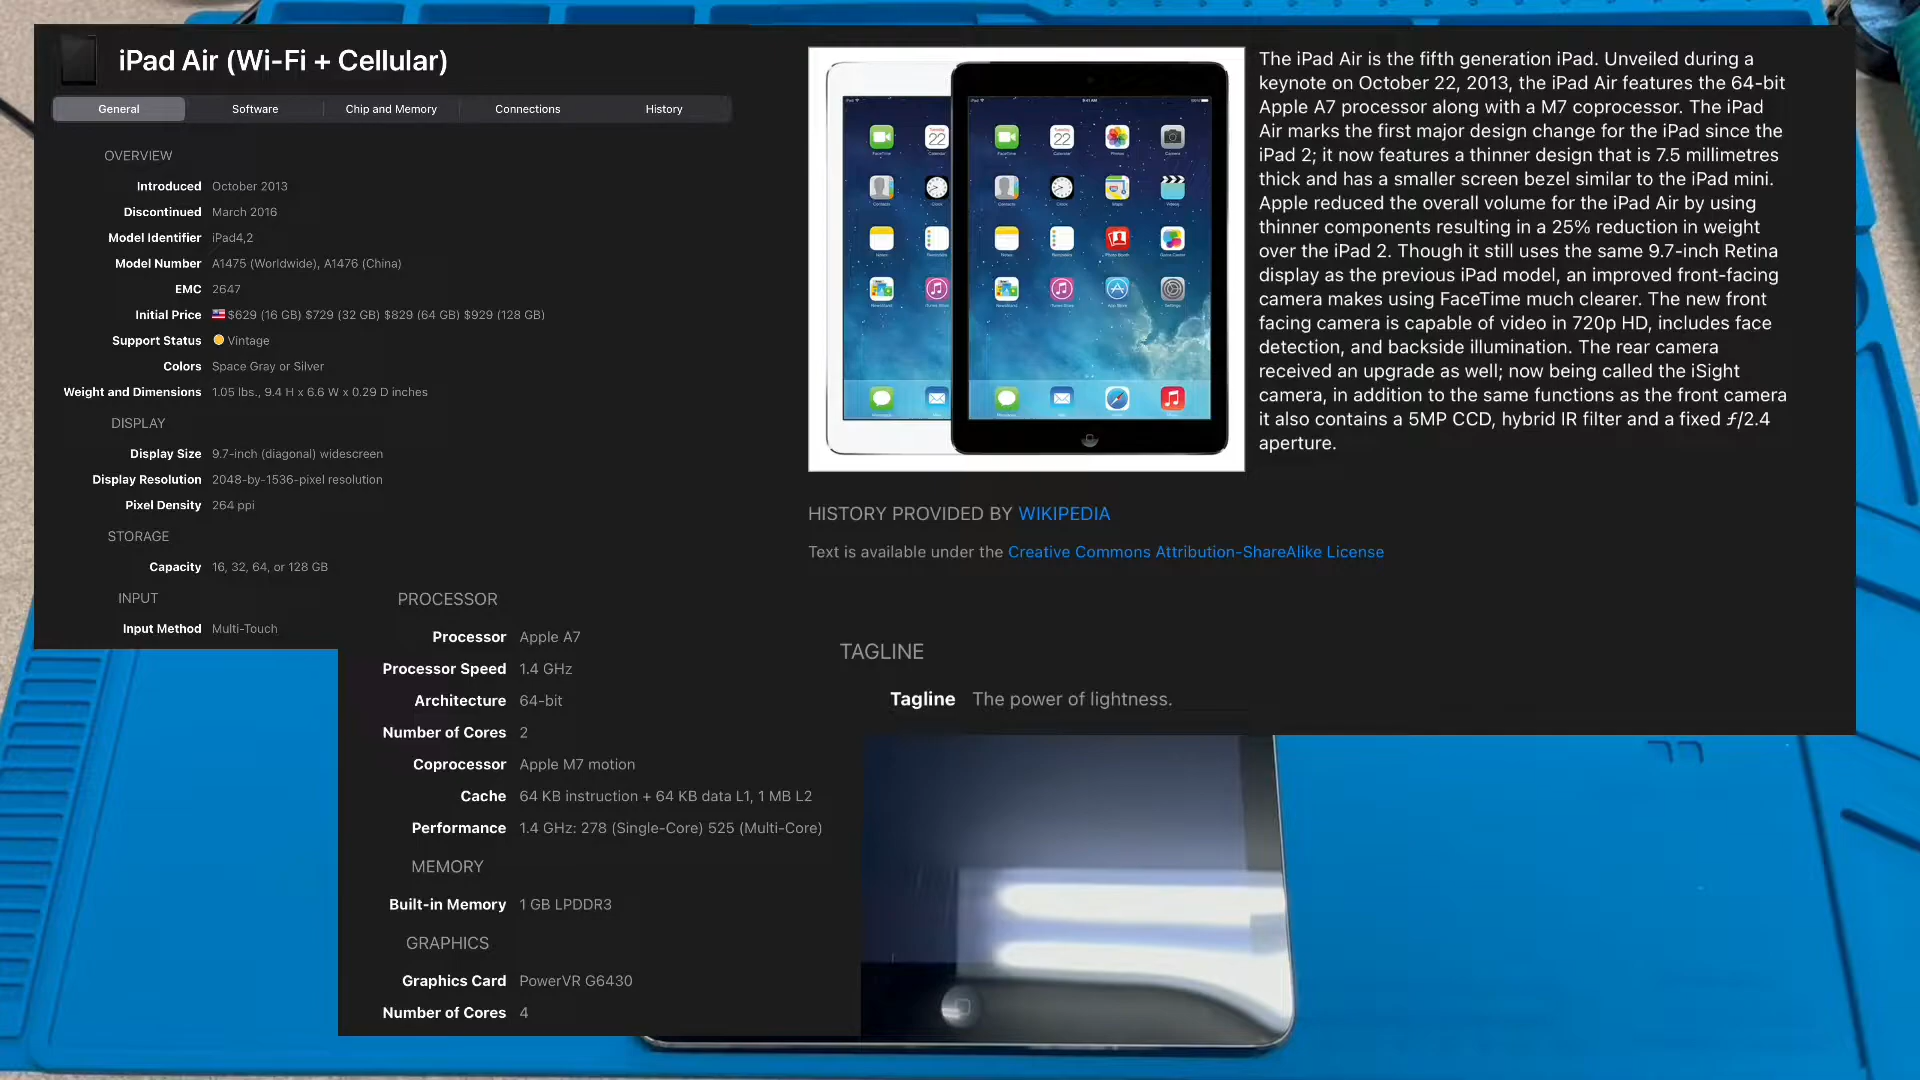 iPad Air (Wi-Fi + Cellular)
General
Software
Chip and Memory
Connections
History
OVERVIEW
Introduced October 2013
Discontinued March 2016
Model Identifier iPad4,2
Model Number A1475 (Worldwide), A1476 (China)
EMC 2647
Initial Price $629 (16 GB) $729 (32 GB) $829 (64 GB) $929 (128 GB)
Support Status Vintage
Colors Space Gray or Silver
Weight and Dimensions 1.05 lbs., 9.4 H x 6.6 W x 0.29 D inches
DISPLAY
Display Size 9.7-inch (diagonal) widescreen
Display Resolution 2048-by-1536-pixel resolution
Pixel Density 264 ppi
STORAGE
Capacity 16, 32, 64, or 128 GB
INPUT
Input Method Multi-Touch
PROCESSOR
Processor Apple A7
Processor Speed 1.4 GHz
Architecture 64-bit
Number of Cores 2
Coprocessor Apple M7 motion
Cache 64 KB instruction + 64 KB data L1, 1 MB L2
Performance 1.4 GHz: 278 (Single-Core) 525 (Multi-Core)
MEMORY
Built-in Memory 1 GB LPDDR3
GRAPHICS
Graphics Card PowerVR G6430
Number of Cores 4
22
22
The iPad Air is the fifth generation iPad. Unveiled during a
keynote on October 22, 2013, the iPad Air features the 64-bit
Apple A7 processor along with a M7 coprocessor. The iPad
Air marks the first major design change for the iPad since the
iPad 2; it now features a thinner design that is 7.5 millimetres
thick and has a smaller screen bezel similar to the iPad mini.
Apple reduced the overall volume for the iPad Air by using
thinner components resulting in a 25% reduction in weight
over the iPad 2. Though it still uses the same 9.7-inch Retina
display as the previous iPad model, an improved front-facing
camera makes using FaceTime much clearer. The new front
facing camera is capable of video in 720p HD, includes face
detection, and backside illumination. The rear camera
received an upgrade as well; now being called the iSight
camera, in addition to the same functions as the front camera
it also contains a 5MP CCD, hybrid IR filter and a fixed ƒ/2.4
aperture.
HISTORY PROVIDED BY WIKIPEDIA
Text is available under the Creative Commons Attribution-ShareAlike License
TAGLINE
Tagline The power of lightness.